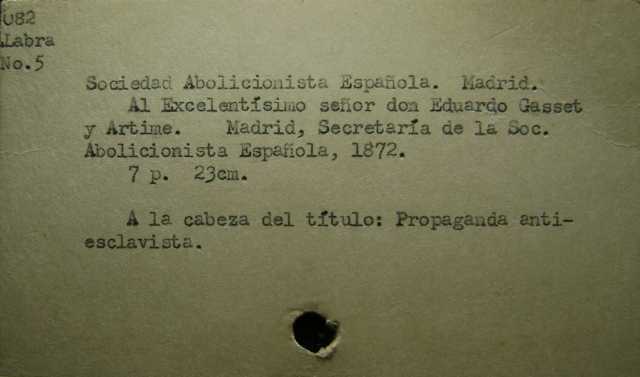 082
Labra
No.5
Sociedad Abolicionista Española. Madrid.
Al Excelentísimo señor don Eduardo Gasset
y Artime. Madrid, Secretaría de la Soc.
Abolicionista Española, 1872.
7 p. 23cm.
A la cabeza del título: Propaganda anti-
esclavista.